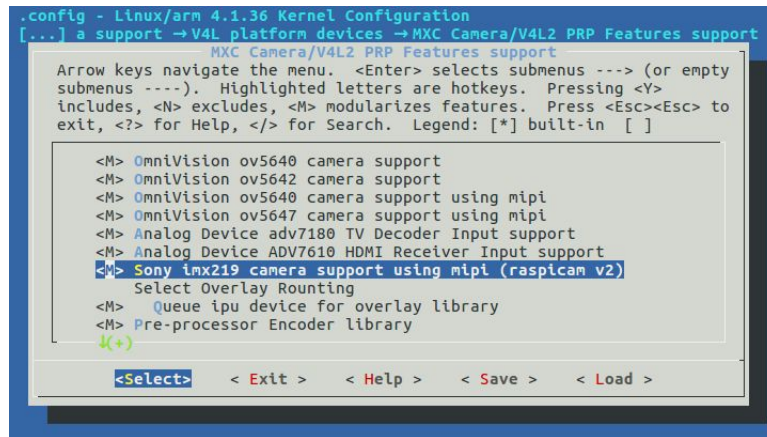 .config - Linux/arm 4.1.36 Kernel Configuration
[...] a support → V4L platform devices → MXC Camera/V4L2 PRP Features support
MXC Camera/V4L2 PRP Features support
Arrow keys navigate the menu. <Enter> selects submenus ---> (or empty
submenus ----). Highlighted letters are hotkeys. Pressing <Y>
includes, <N> excludes, <M> modularizes features. Press <Esc><Esc> to
exit, <?> for Help, </> for Search. Legend: [*] built-in [ ]
<M> OmniVision ov5640 camera support
<M> OmniVision ov5642 camera support
<M> OmniVision ov5640 camera support using mipi
<M> OmniVision ov5647 camera support using mipi
<M> Analog Device adv7180 TV Decoder Input support
<M> Analog Device ADV7610 HDMI Receiver Input support
<M> Sony imx219 camera support using mipi (raspicam v2)
Select Overlay Rounting
<M> Queue ipu device for overlay library
<M> Pre-processor Encoder library
↓(+)
<Select> < Exit > < Help > < Save > < Load >